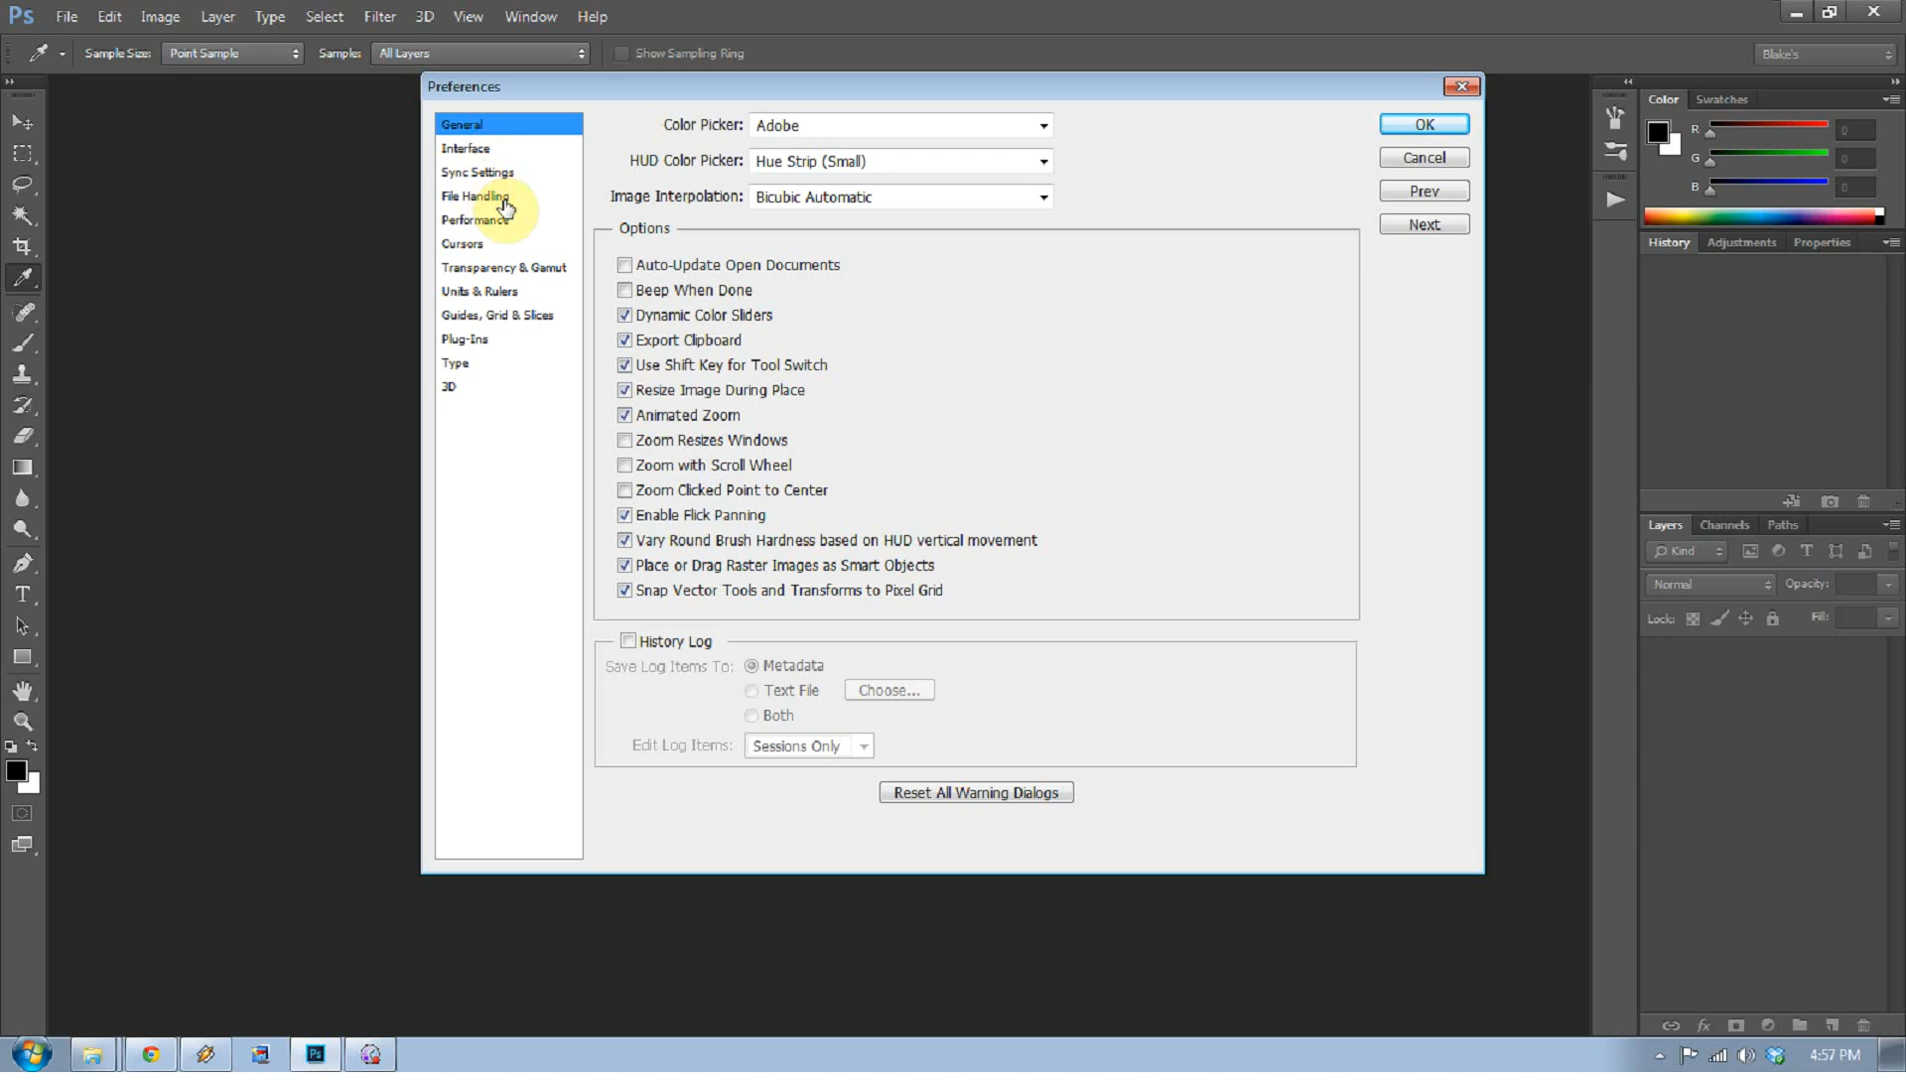 Ps File Edit Image Layer Type Select Filter 3D View Window Help
Sample Size: Point Sample Sample: All Layers Show Sampling Ring Blake's
Preferences
General
Interface
Sync Settings
File Handling
Performance
Cursors
Transparency & Gamut
Units & Rulers
Guides, Grid & Slices
Plug-Ins
Type
3D
Color Picker: Adobe
HUD Color Picker: Hue Strip (Small)
Image Interpolation: Bicubic Automatic
Options
Auto-Update Open Documents
Beep When Done
Dynamic Color Sliders
Export Clipboard
Use Shift Key for Tool Switch
Resize Image During Place
Animated Zoom
Zoom Resizes Windows
Zoom with Scroll Wheel
Zoom Clicked Point to Center
Enable Flick Panning
Vary Round Brush Hardness based on HUD vertical movement
Place or Drag Raster Images as Smart Objects
Snap Vector Tools and Transforms to Pixel Grid
History Log
Save Log Items To: Metadata
Text File Choose...
Both
Edit Log Items: Sessions Only
Reset All Warning Dialogs
OK
Cancel
Prev
Next
Color Swatches
R 0
G 0
B 0
History Adjustments Properties
Layers Channels Paths
Kind
Normal Opacity:
Lock: Fill:
fx
Ps
4:57 PM